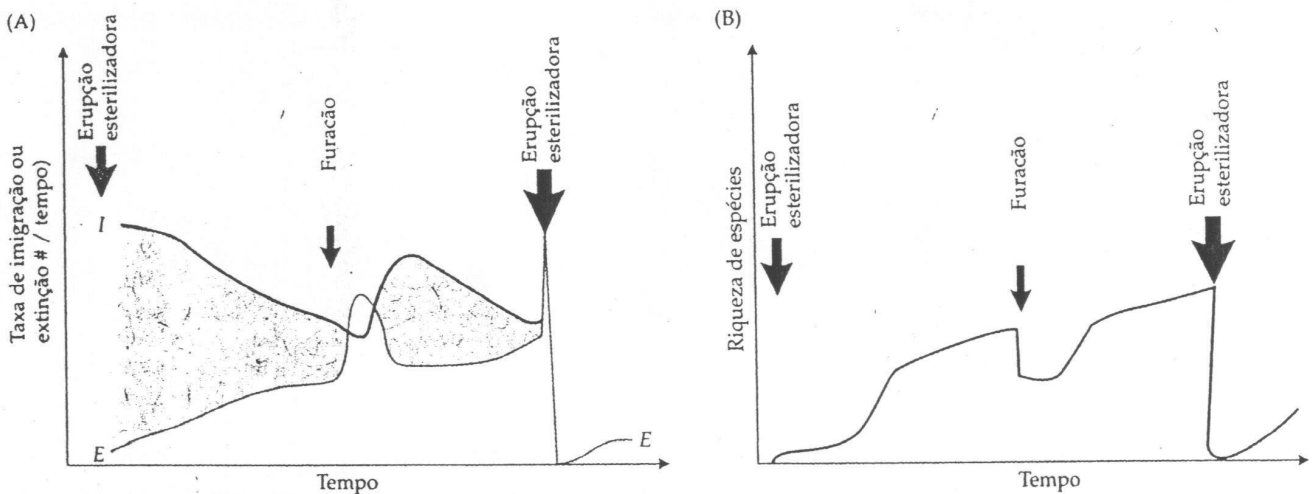 (A)
Taxa de imigração ou
extinção # / tempo)
Erupção
esterilizadora
Furacão
Erupção
esterilizadora
I
E
E
Tempo
(B)
Riqueza de espécies
Erupção
esterilizadora
Furacão
Erupção
esterilizadora
Tempo